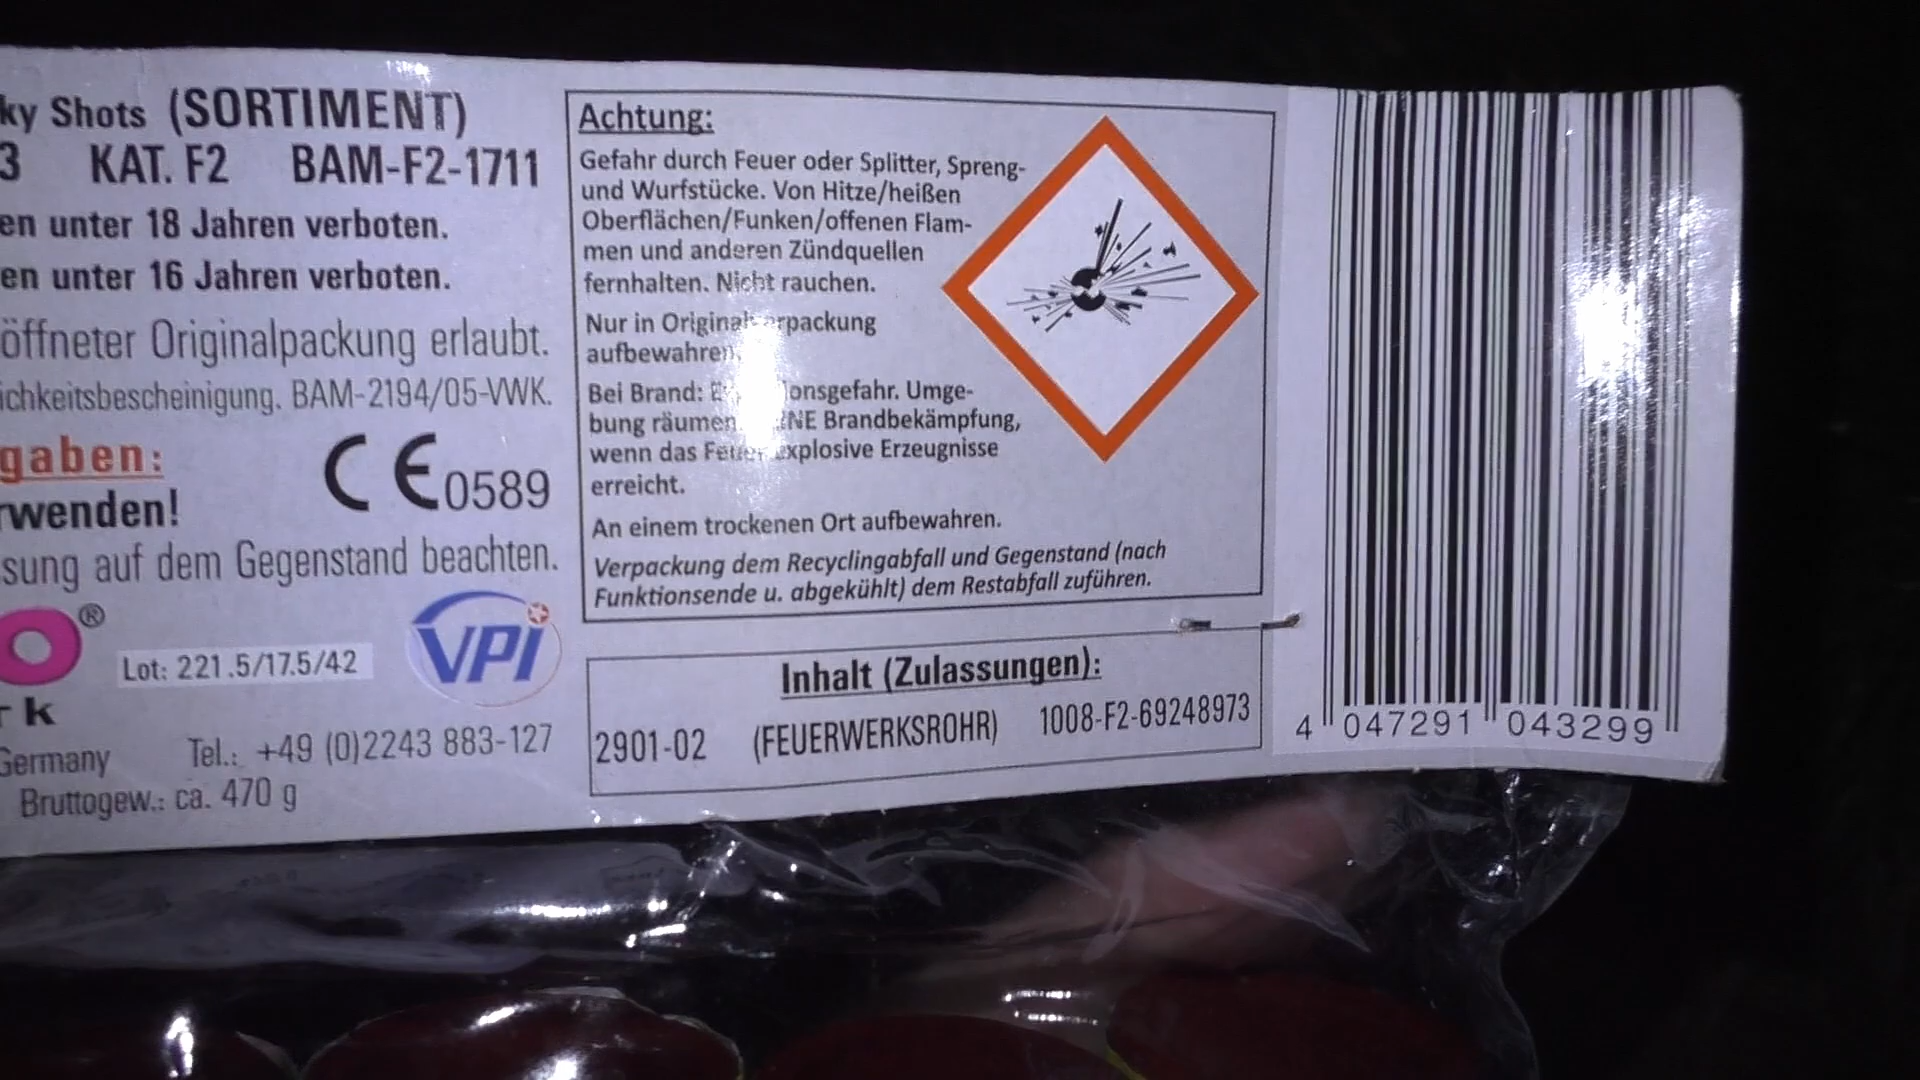 ky Shots (SORTIMENT)
3 KAT. F2 BAM-F2-1711
en unter 18 Jahren verboten.
en unter 16 Jahren verboten.
öffneter Originalpackung erlaubt.
ichkeitsbescheinigung. BAM-2194/05-VWK.
gaben:
rwenden!
CE 0589
sung auf dem Gegenstand beachten.
O®
Lot: 221.5/17.5/42
VPI
rk
Germany Tel.: +49 (0)2243 883-127
Bruttogew.: ca. 470 g
Achtung:
Gefahr durch Feuer oder Splitter, Spreng-
und Wurfstücke. Von Hitze/heißen
Oberflächen/Funken/offenen Flam-
men und anderen Zündquellen
fernhalten. Nicht rauchen.
Nur in Originalverpackung
aufbewahren.
Bei Brand: Explosionsgefahr. Umge-
bung räumen. KEINE Brandbekämpfung,
wenn das Feuer explosive Erzeugnisse
erreicht.
An einem trockenen Ort aufbewahren.
Verpackung dem Recyclingabfall und Gegenstand (nach
Funktionsende u. abgekühlt) dem Restabfall zuführen.
Inhalt (Zulassungen):
2901-02 (FEUERWERKSROHR) 1008-F2-69248973
4 047291 043299